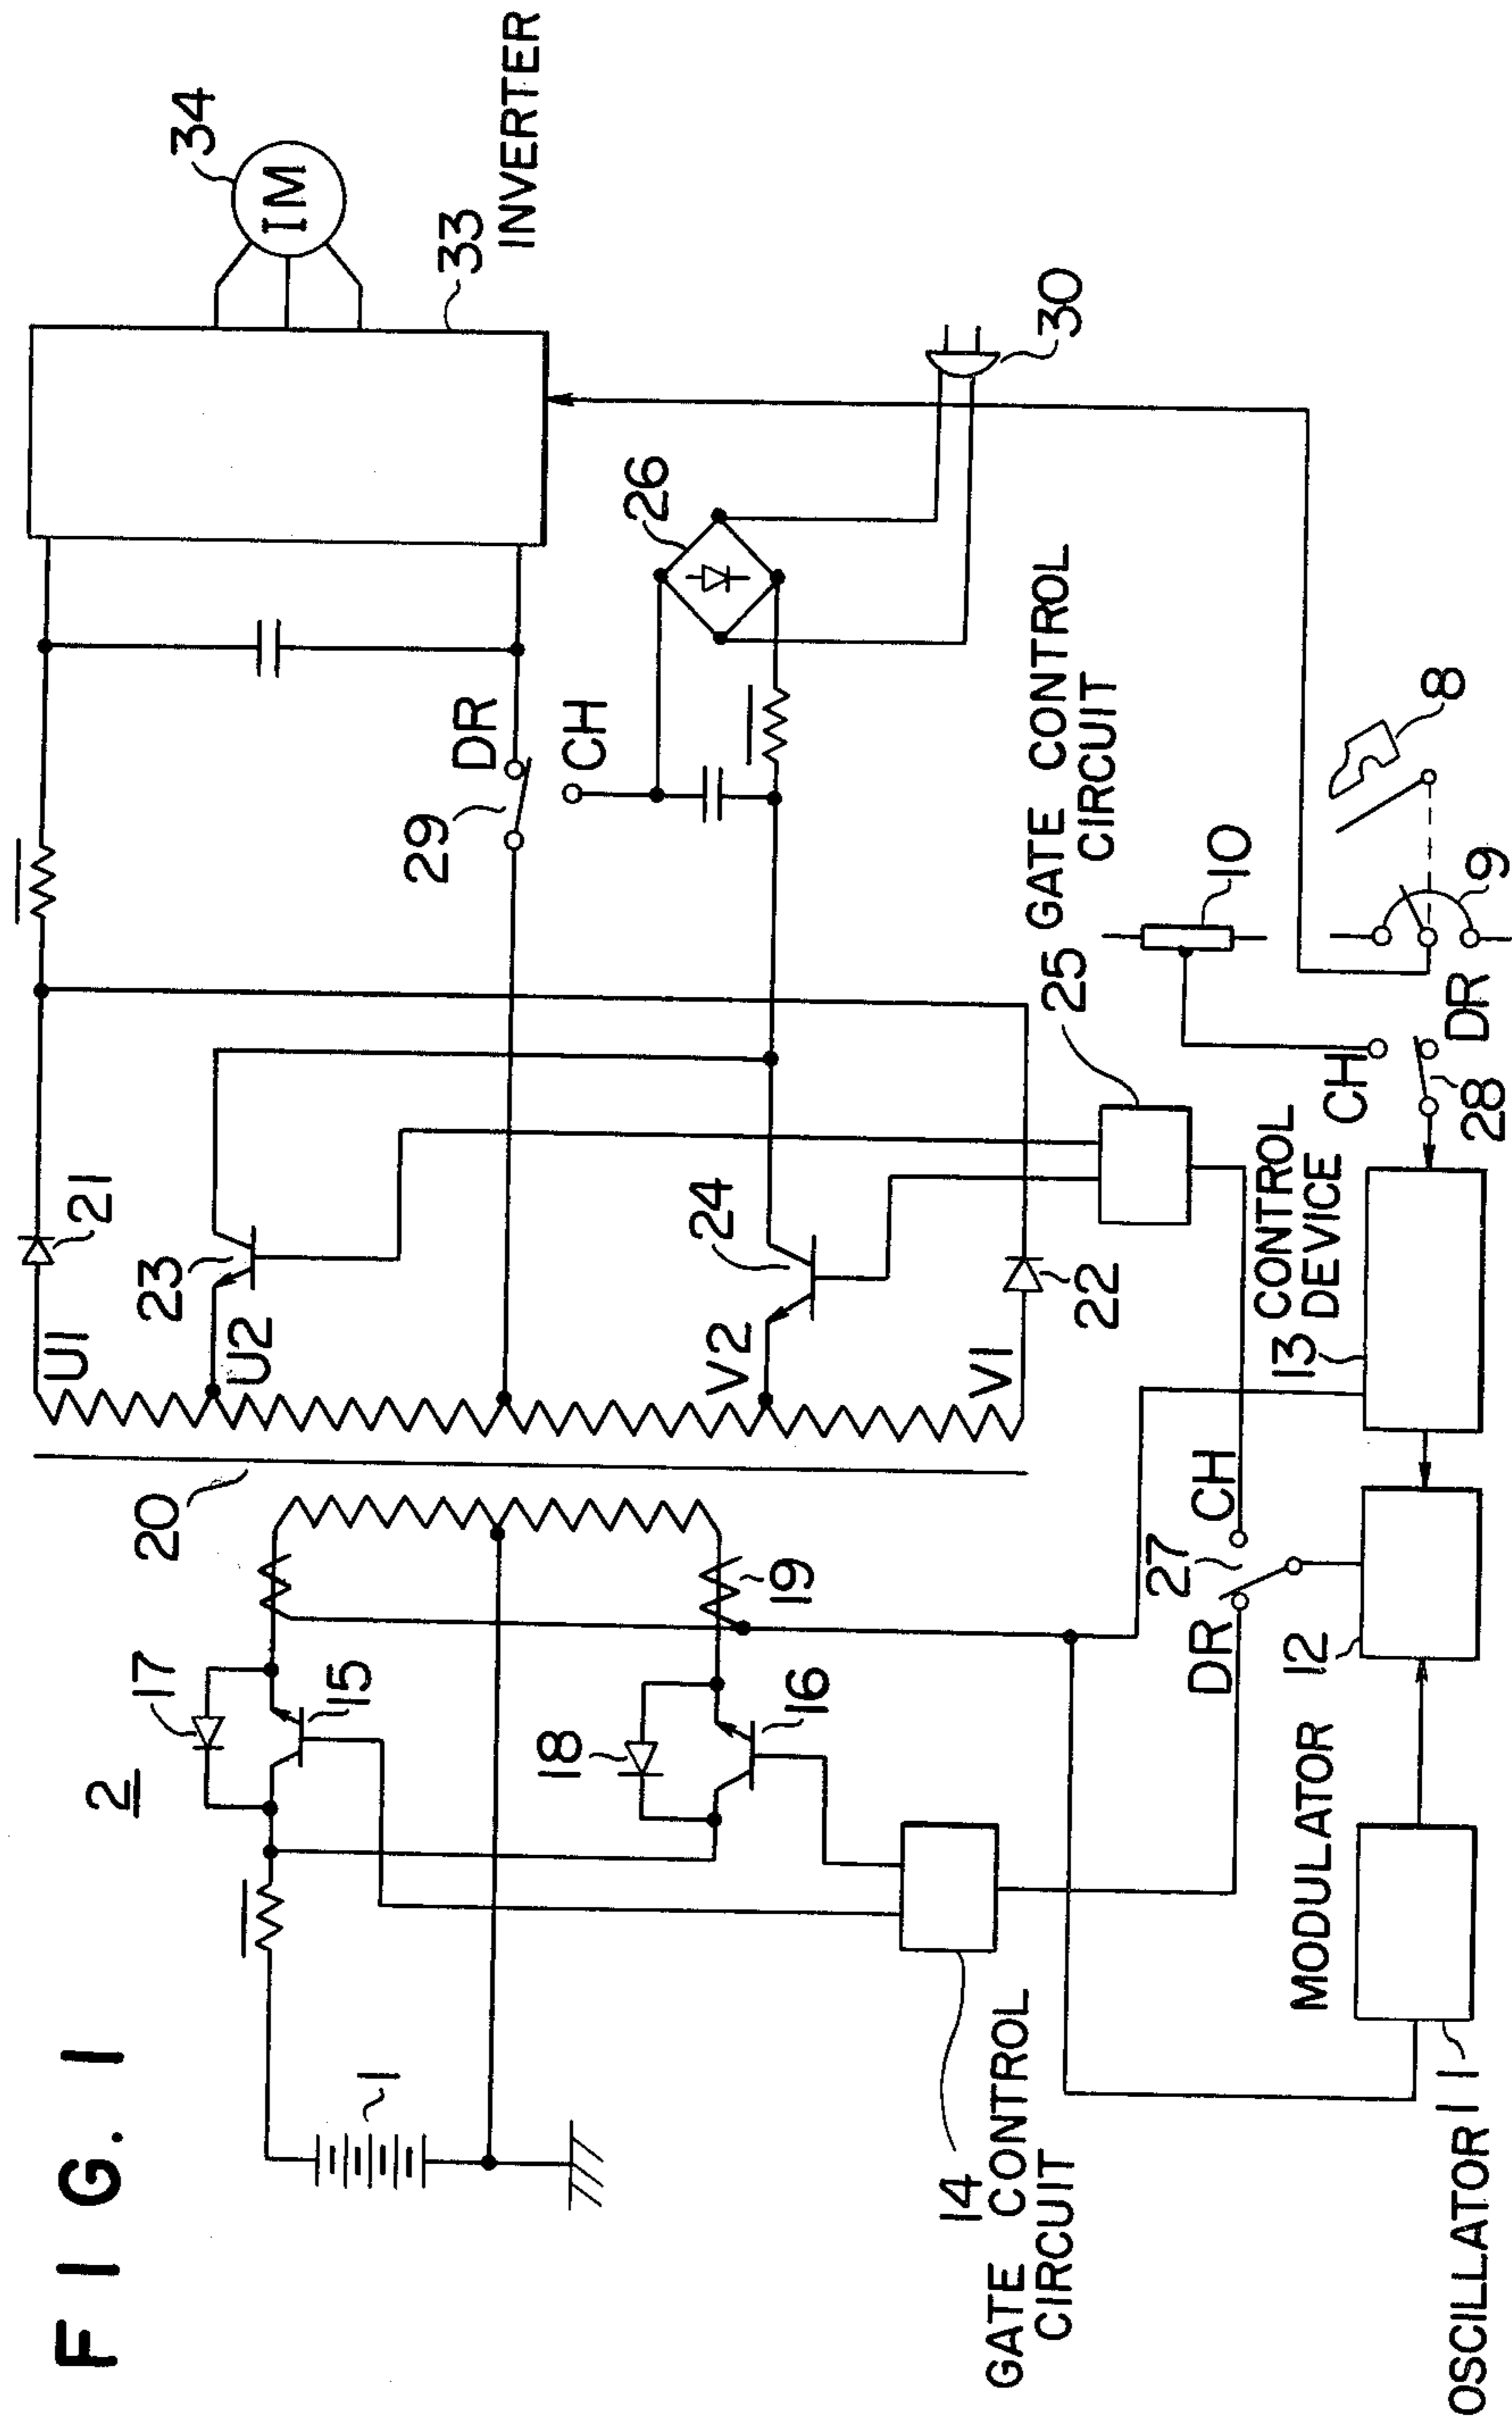 FIG. 1
2
1
17
15
18
16
19
20
U1
U2
V2
V1
21
23
24
22
29
DR
CH
26
30
33
INVERTER
34
IM
25 GATE CONTROL
CIRCUIT
10
8
9
14
GATE CONTROL
CIRCUIT
27
DR
CH
28
CH
DR
13 CONTROL
DEVICE
12
MODULATOR
OSCILLATOR 11